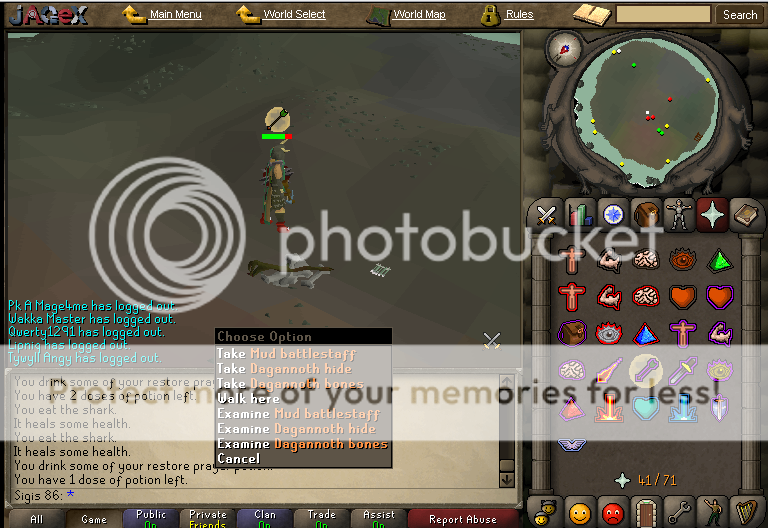 JAGEX Main Menu World Select World Map Rules Search
photobucket
Pk A Mage4me has logged out.
Wakka Master has logged out.
Qwerty1291 has logged out.
Lipniq has logged out.
Tywyll Angy has logged out.
Choose Option
Take Mud battlestaff
Take Dagannoth hide
Take Dagannoth bones
Walk here
Examine Mud battlestaff
Examine Dagannoth hide
Examine Dagannoth bones
Cancel
of your memories for less!
You drink some of your restore
You have 2 doses of potion left.
You eat the shark.
It heals some health.
You eat the shark.
It heals some health.
You drink some of your restore prayer potion.
You have 1 dose of potion left.
Sigis 86: *
41/71
All Game Public On Private Friends Clan On Trade On Assist On Report Abuse